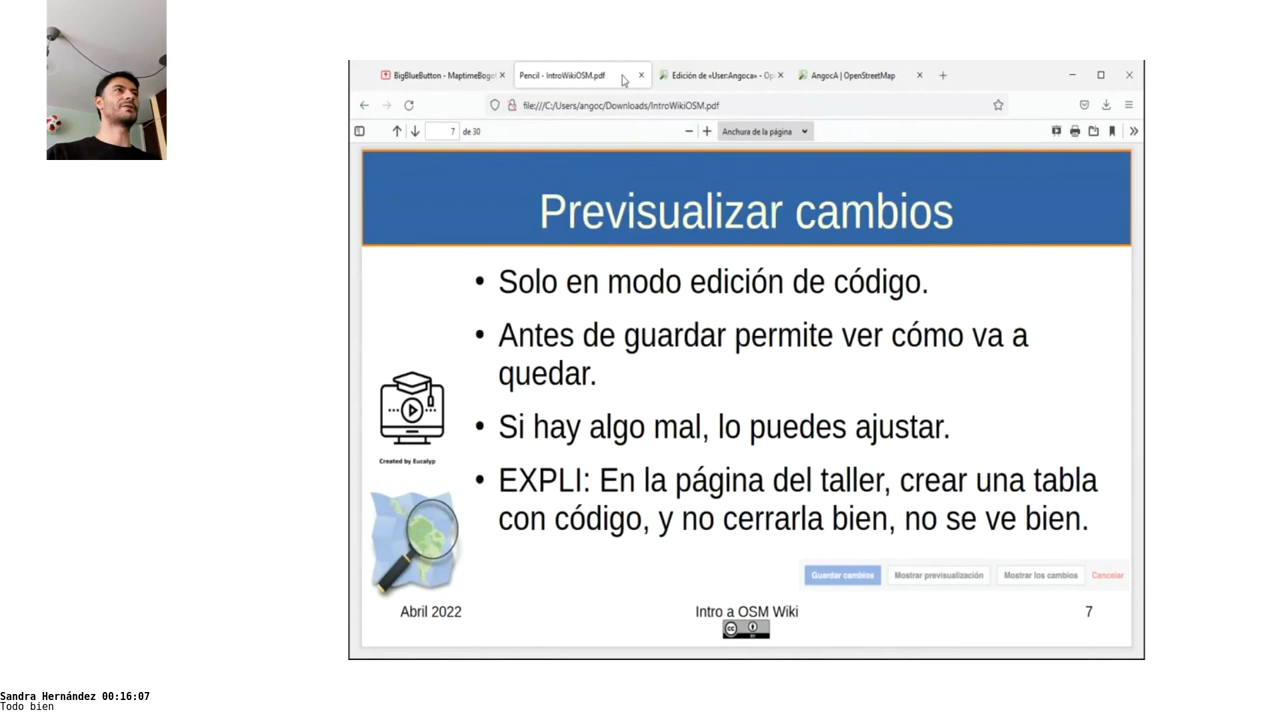 BigBlueButton - MaptimeBogo
Pencil - IntroWikiOSM.pdf
Edición de «User:Angoca» - Op
AngocA | OpenStreetMap
file:///C:/Users/angoc/Downloads/IntroWikiOSM.pdf
7 de 30
Anchura de la página
Previsualizar cambios
• Solo en modo edición de código.
• Antes de guardar permite ver cómo va a
quedar.
• Si hay algo mal, lo puedes ajustar.
• EXPLI: En la página del taller, crear una tabla
con código, y no cerrarla bien, no se ve bien.
Created by Eucalyp
Guardar cambios
Mostrar previsualización
Mostrar los cambios
Cancelar
Abril 2022
Intro a OSM Wiki
7
cc
BY
Sandra Hernández 00:16:07
Todo bien